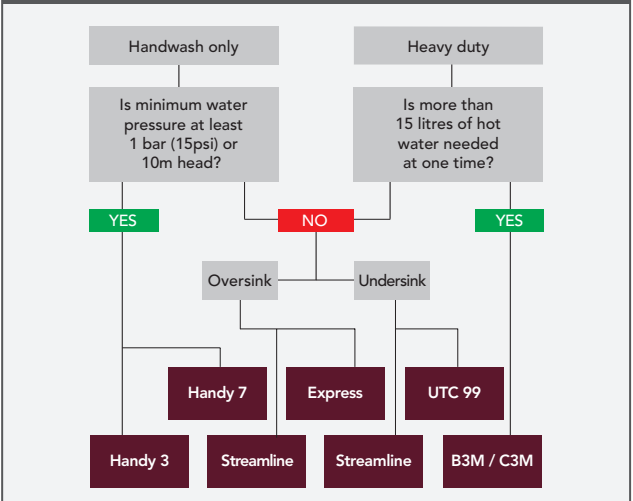 Handwash only
Heavy duty
Is minimum water
pressure at least
1 bar (15psi) or
10m head?
Is more than
15 litres of hot
water needed
at one time?
YES
NO
YES
Oversink
Undersink
Handy 7
Express
UTC 99
Handy 3
Streamline
Streamline
B3M / C3M